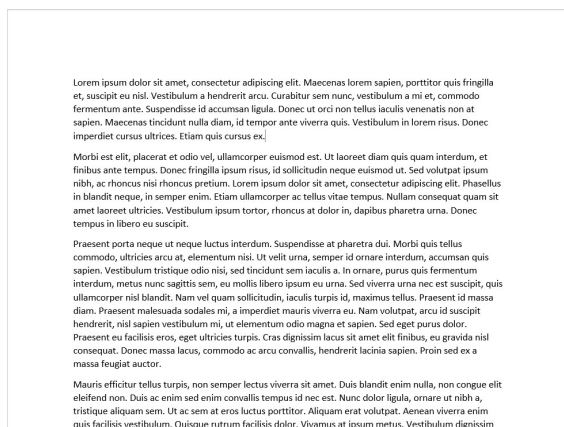 Lorem ipsum dolor sit amet, consectetur adipiscing elit. Maecenas lorem sapien, porttitor quis fringilla
et, suscipit eu nisl. Vestibulum a hendrerit arcu. Curabitur sem nunc, vestibulum a mi et, commodo
fermentum ante. Suspendisse id accumsan ligula. Donec ut orci non tellus iaculis venenatis non at
sapien. Maecenas tincidunt nulla diam, id tempor ante viverra quis. Vestibulum in lorem risus. Donec
imperdiet cursus ultrices. Etiam quis cursus ex.
Morbi est elit, placerat et odio vel, ullamcorper euismod est. Ut laoreet diam quis quam interdum, et
finibus ante tempus. Donec fringilla ipsum risus, id sollicitudin neque euismod ut. Sed volutpat ipsum
nibh, ac rhoncus nisi rhoncus pretium. Lorem ipsum dolor sit amet, consectetur adipiscing elit. Phasellus
in blandit neque, in semper enim. Etiam ullamcorper ac tellus vitae tempus. Nullam consequat quam sit
amet laoreet ultricies. Vestibulum ipsum tortor, rhoncus at dolor in, dapibus pharetra urna. Donec
tempus in libero eu suscipit.
Praesent porta neque ut neque luctus interdum. Suspendisse at pharetra dui. Morbi quis tellus
commodo, ultricies arcu at, elementum nisi. Ut velit urna, semper id ornare interdum, accumsan quis
sapien. Vestibulum tristique odio nisi, sed tincidunt sem iaculis a. In ornare, purus quis fermentum
interdum, metus nunc sagittis sem, eu mollis libero ipsum eu urna. Sed viverra urna nec est suscipit, quis
ullamcorper nisl blandit. Nam vel quam sollicitudin, iaculis turpis id, maximus tellus. Praesent id massa
diam. Praesent malesuada sodales mi, a imperdiet mauris viverra eu. Nam volutpat, arcu id suscipit
hendrerit, nisl sapien vestibulum mi, ut elementum odio magna et sapien. Sed eget purus dolor.
Praesent eu facilisis eros, eget ultricies turpis. Cras dignissim lacus sit amet elit finibus, eu gravida nisl
consequat. Donec massa lacus, commodo ac arcu convallis, hendrerit lacinia sapien. Proin sed ex a
massa feugiat auctor.
Mauris efficitur tellus turpis, non semper lectus viverra sit amet. Duis blandit enim nulla, non congue elit
eleifend non. Duis ac enim sed enim convallis tempus id nec est. Nunc dolor ligula, ornare ut nibh a,
tristique aliquam sem. Ut ac sem at eros luctus porttitor. Aliquam erat volutpat. Aenean viverra enim
quis facilisis vestibulum. Quisque rutrum facilisis dolor. Vivamus at ipsum metus. Vestibulum dignissim